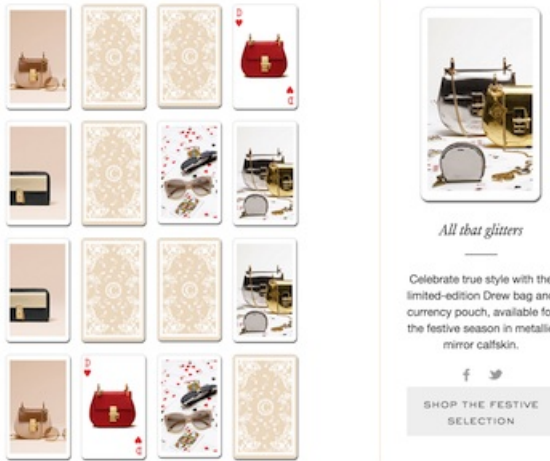 D
D
All that glitters
Celebrate true style with the
limited-edition Drew bag and
currency pouch, available fo
the festive season in metallic
mirror calfskin.
SHOP THE FESTIVE
SELECTION
D
D